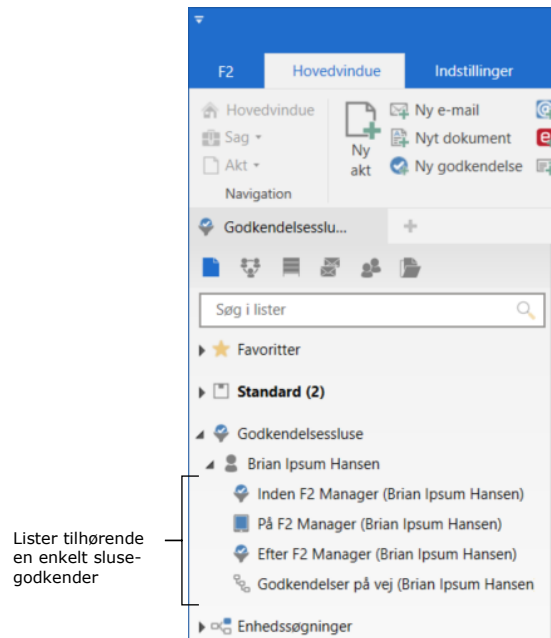 F2 Hovedvindue Indstillinger
Hovedvindue
Sag
Akt
Navigation
Ny akt
Ny e-mail
Nyt dokument
Ny godkendelse
Godkendelsesslu...
Søg i lister
Favoritter
Standard (2)
Godkendelsessluse
Brian Ipsum Hansen
Inden F2 Manager (Brian Ipsum Hansen)
På F2 Manager (Brian Ipsum Hansen)
Efter F2 Manager (Brian Ipsum Hansen)
Godkendelser på vej (Brian Ipsum Hansen
Enhedssøgninger
Lister tilhørende
en enkelt sluse-
godkender